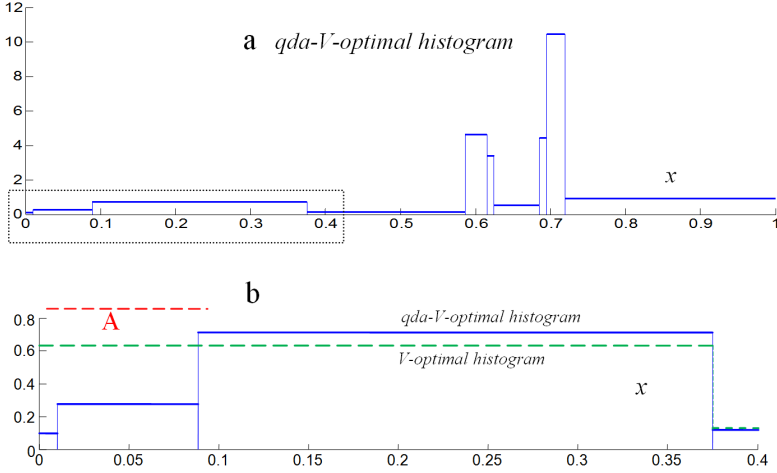 12
a qda-V-optimal histogram
10
8
6
4
x
2
0
0 0.1 0.2 0.3 0.4 0.5 0.6 0.7 0.8 0.9 1
b
A
0.8
qda-V-optimal histogram
V-optimal histogram
0.6
x
0.4
0.2
0
0 0.05 0.1 0.15 0.2 0.25 0.3 0.35 0.4